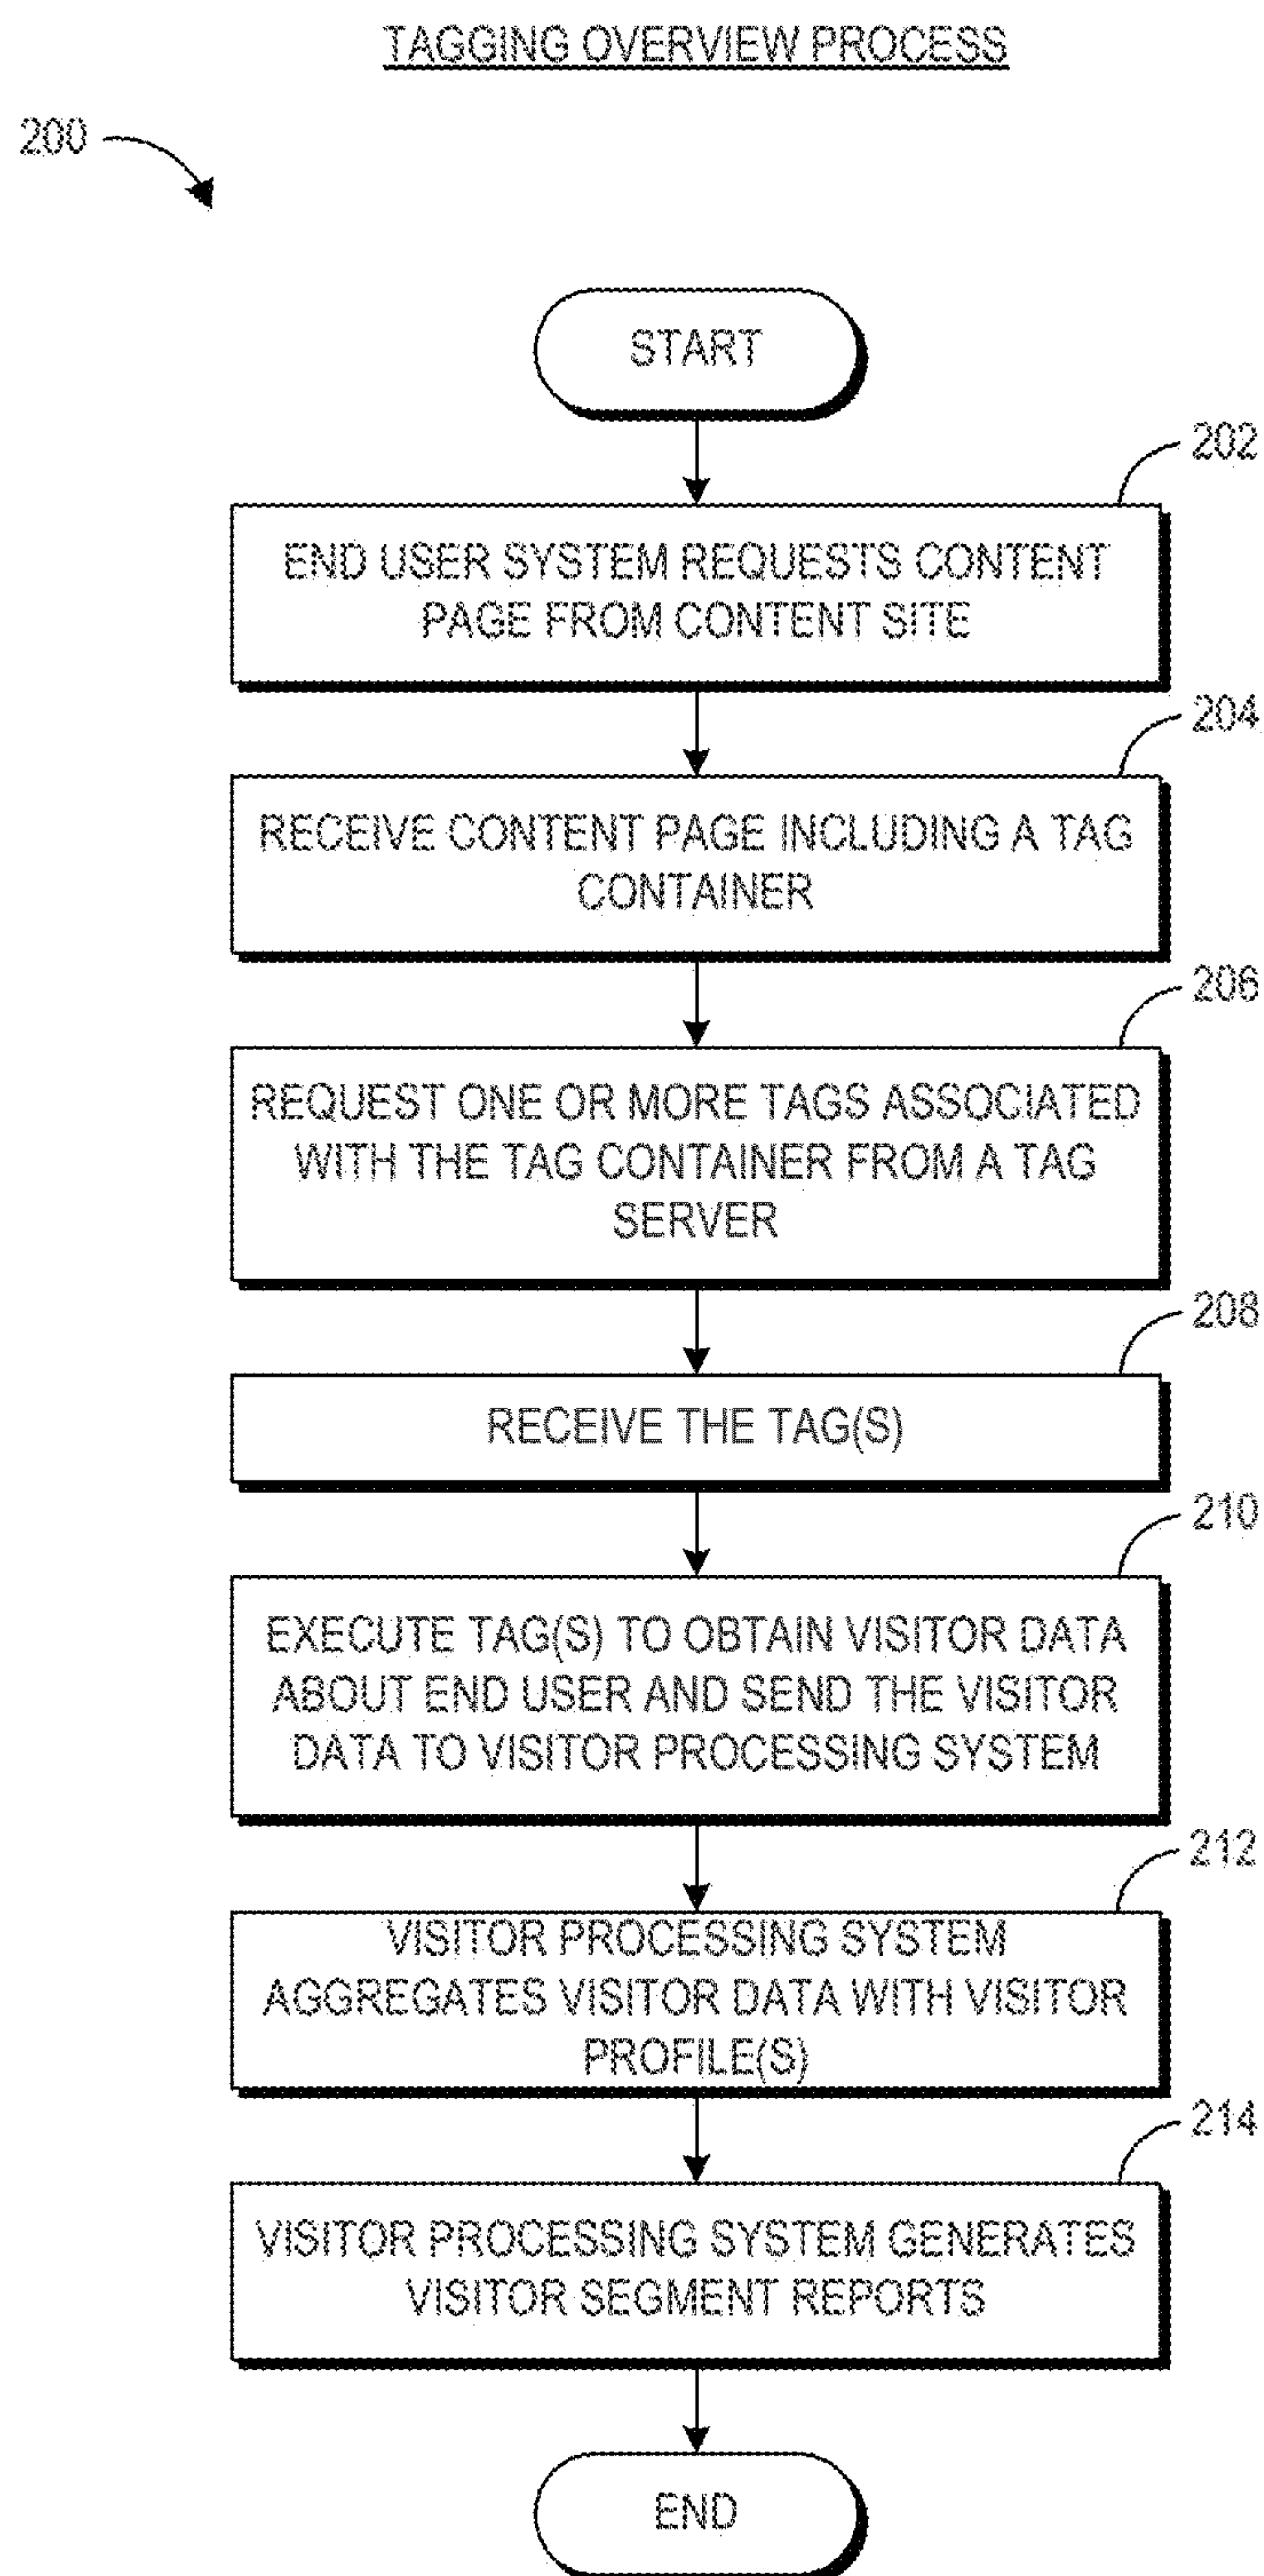 TAGGING OVERVIEW PROCESS
200
START
202
END USER SYSTEM REQUESTS CONTENT
PAGE FROM CONTENT SITE
204
RECEIVE CONTENT PAGE INCLUDING A TAG
CONTAINER
206
REQUEST ONE OR MORE TAGS ASSOCIATED
WITH THE TAG CONTAINER FROM A TAG
SERVER
208
RECEIVE THE TAG(S)
210
EXECUTE TAG(S) TO OBTAIN VISITOR DATA
ABOUT END USER AND SEND THE VISITOR
DATA TO VISITOR PROCESSING SYSTEM
212
VISITOR PROCESSING SYSTEM
AGGREGATES VISITOR DATA WITH VISITOR
PROFILE(S)
214
VISITOR PROCESSING SYSTEM GENERATES
VISITOR SEGMENT REPORTS
END